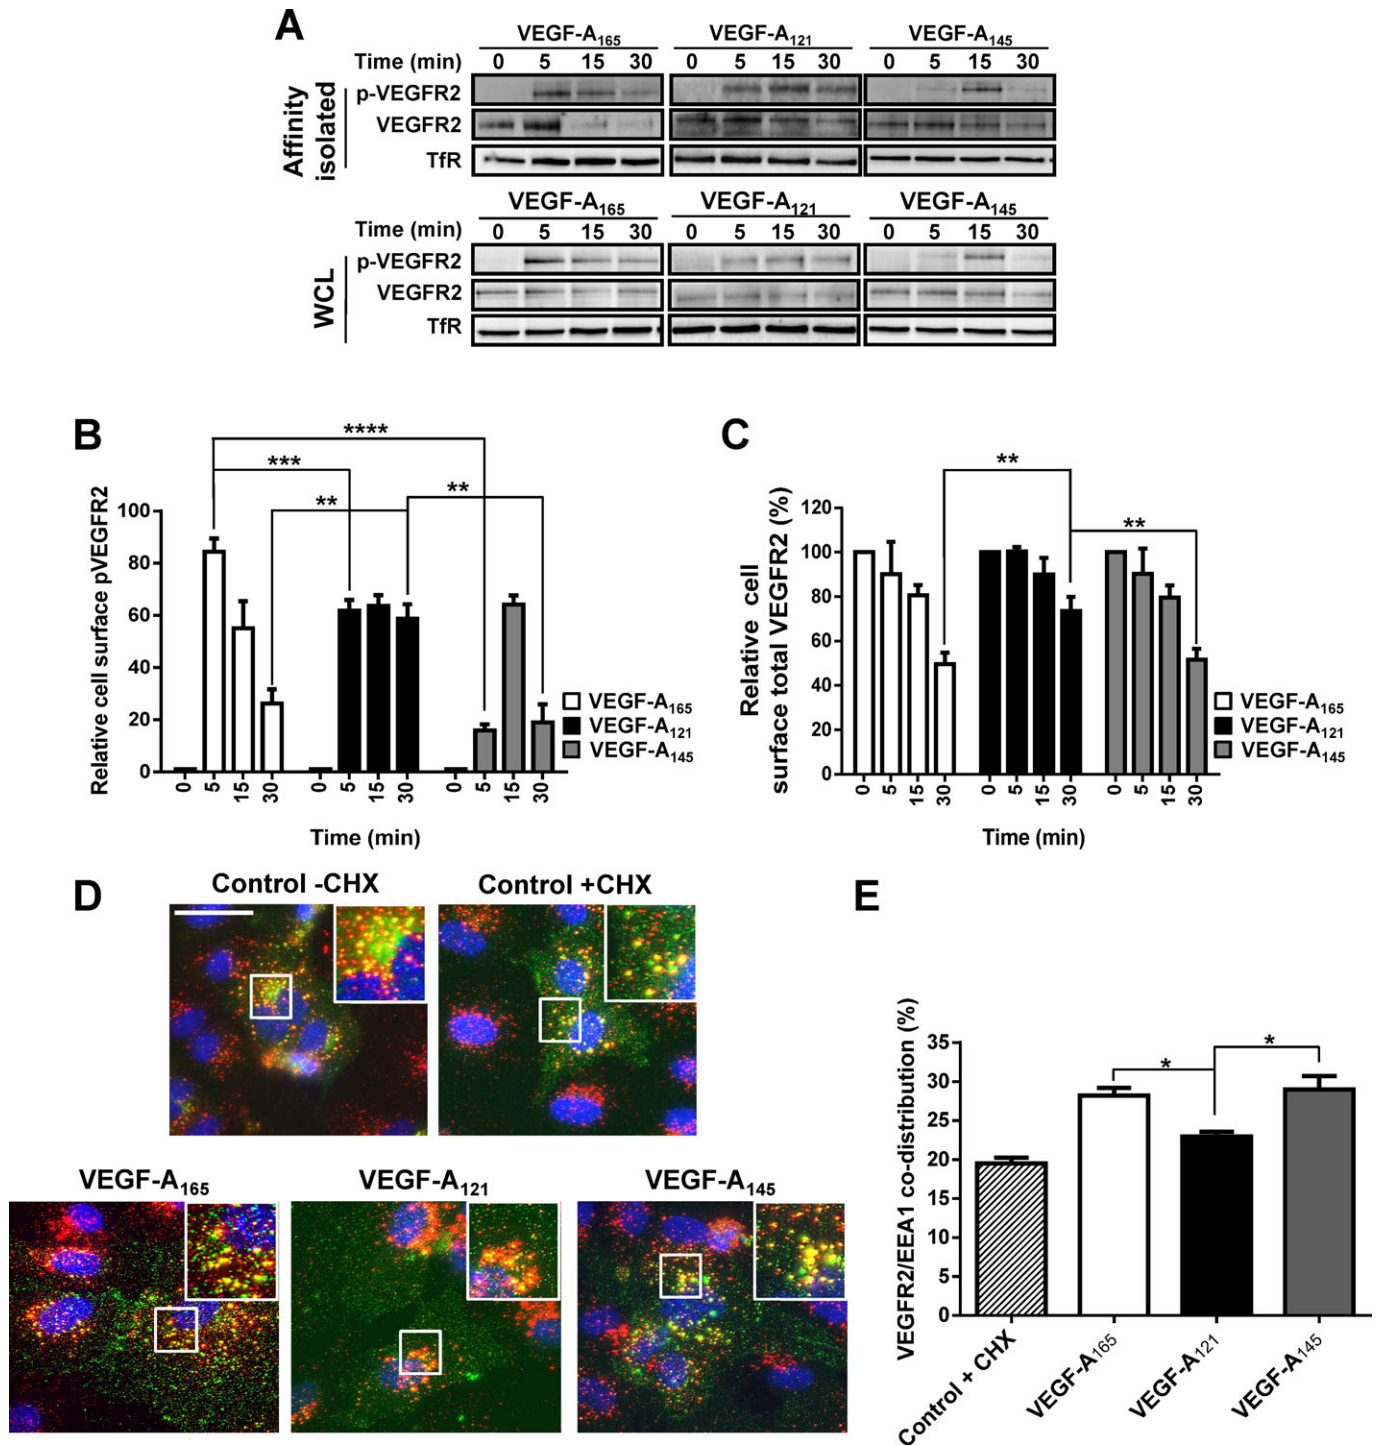 A
VEGF-A165 VEGF-A121 VEGF-A145
Time (min) 0 5 15 30 0 5 15 30 0 5 15 30
Affinity isolated
p-VEGFR2
VEGFR2
TfR
VEGF-A165 VEGF-A121 VEGF-A145
Time (min) 0 5 15 30 0 5 15 30 0 5 15 30
WCL
p-VEGFR2
VEGFR2
TfR
B
**** 
***
** **
Relative cell surface pVEGFR2
100
80
60
40
20
0
0 5 15 30 0 5 15 30 0 5 15 30
Time (min)
VEGF-A165
VEGF-A121
VEGF-A145
C
**
**
Relative cell
surface total VEGFR2 (%)
120
100
80
60
40
20
0
0 5 15 30 0 5 15 30 0 5 15 30
Time (min)
VEGF-A165
VEGF-A121
VEGF-A145
D
Control -CHX Control +CHX
VEGF-A165 VEGF-A121 VEGF-A145
E
* *
VEGFR2/EEA1 co-distribution (%)
35
30
25
20
15
10
5
0
Control + CHX VEGF-A165 VEGF-A121 VEGF-A145